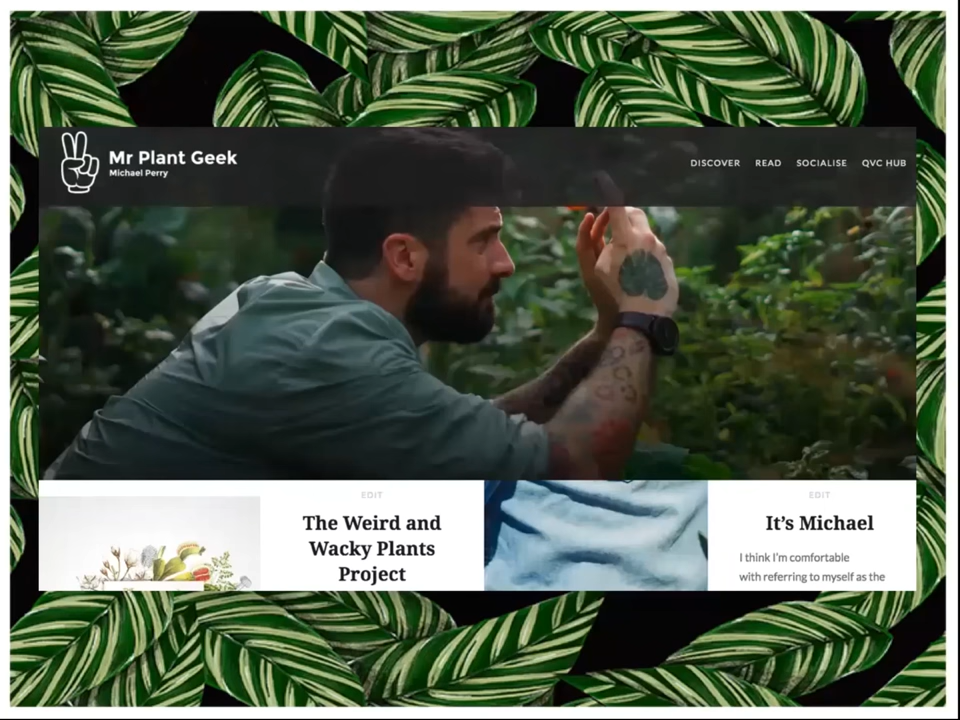 Mr Plant Geek
Michael Perry
DISCOVER READ SOCIALISE QVC HUB
EDIT
The Weird and
Wacky Plants
Project
EDIT
It's Michael
I think I'm comfortable
with referring to myself as the